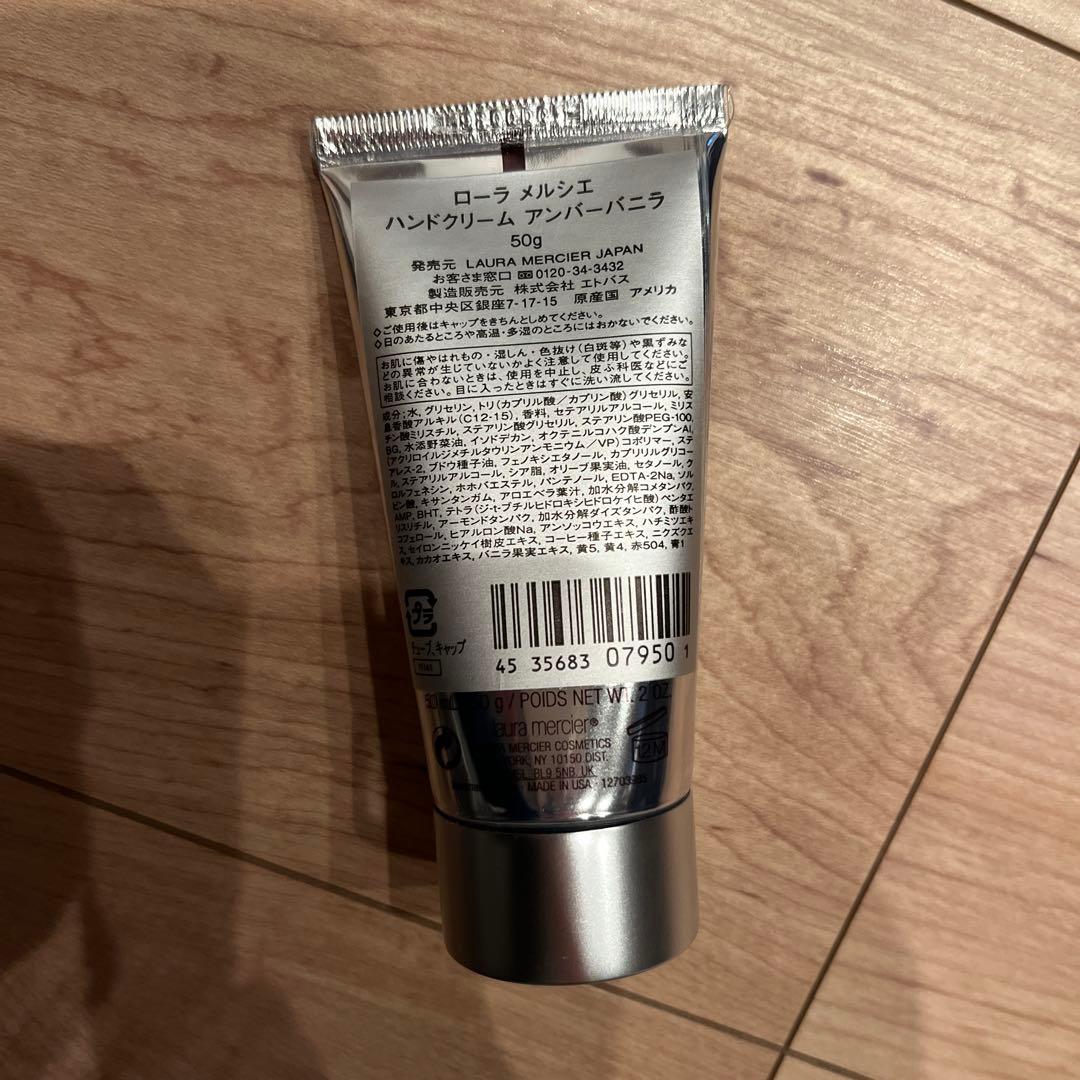 ローラ メルシエ
ハンドクリーム アンバーバニラ
50g
発売元 LAURA MERCIER JAPAN
お客さま窓口 0120-34-3432
製造販売元 株式会社 エトバス
東京都中央区銀座7-17-15 原産国 アメリカ
◇ご使用後はキャップをきちんとしめてください。
◇日のあたるところや高温・多湿のところにはおかないでください。
お肌に傷やはれもの・湿しん・色抜け(白斑等)や黒ずみな
どの異常が生じていないかよく注意して使用してください。
お肌に合わないときは、使用を中止し、皮ふ科医などにご
相談ください。目に入ったときはすぐに洗い流してください。
成分;水, グリセリン, トリ(カプリル酸/カプリン酸)グリセリル, 安
息香酸アルキル(C12-15), 香料, セテアリルアルコール, ミリス
チン酸ミリスチル, ステアリン酸グリセリル, ステアリン酸PEG-100,
BG, 水添野菜油, イソドデカン, オクテニルコハク酸デンプンAl,
(アクリロイルジメチルタウリンアンモニウム/VP)コポリマー, ステ
アレス-2, ブドウ種子油, フェノキシエタノール, カプリリルグリコー
ル, ステアリルアルコール, シア脂, オリーブ果実油, セタノール, ク
ロルフェネシン, ホホバエステル, パンテノール, EDTA-2Na, ソル
ビン酸, キサンタンガム, アロエベラ葉汁, 加水分解コメタンパク,
AMP, BHT, テトラ(ジ-t-ブチルヒドロキシヒドロケイヒ酸)ペンタエ
リスリチル, アーモンドタンパク, 加水分解ダイズタンパク, 酢酸ト
コフェロール, ヒアルロン酸Na, アンソッコウエキス, ハチミツエキ
ス, セイロンニッケイ樹皮エキス, コーヒー種子エキス, ニクズクエ
キス, カカオエキス, バニラ果実エキス, 黄5, 黄4, 赤504, 青1
プラ
チューブ、キャップ
45 35683 07950 1
g / POIDS NET WT. 2 OZ.
laura mercier®
MERCIER COSMETICS
YORK, NY 10150 DIST.
BL9 5NB. UK
MADE IN USA
12M